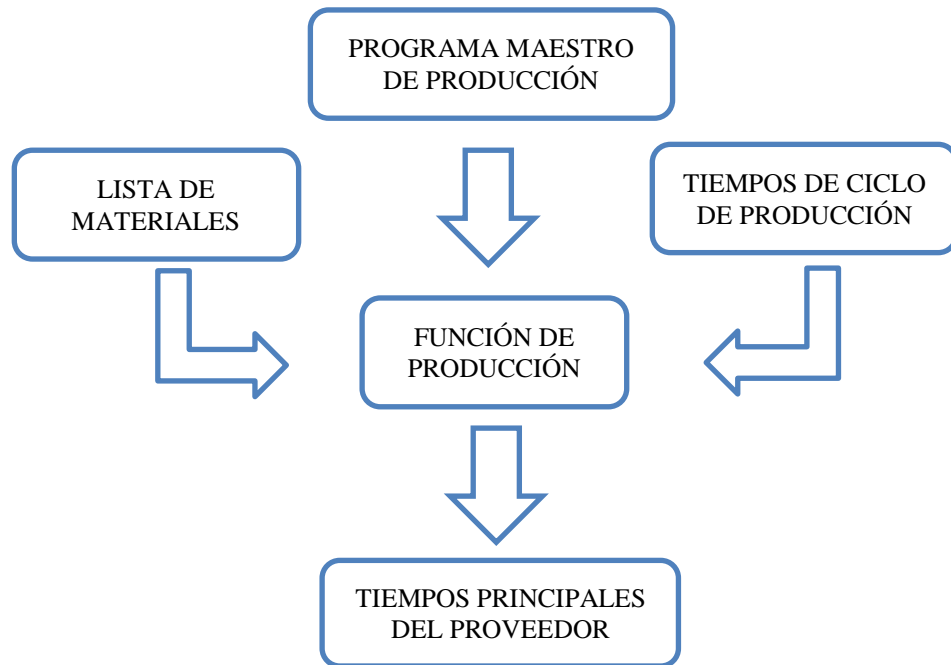 PROGRAMA MAESTRO
DE PRODUCCIÓN
LISTA DE
MATERIALES
TIEMPOS DE CICLO
DE PRODUCCIÓN
FUNCIÓN DE
PRODUCCIÓN
TIEMPOS PRINCIPALES
DEL PROVEEDOR